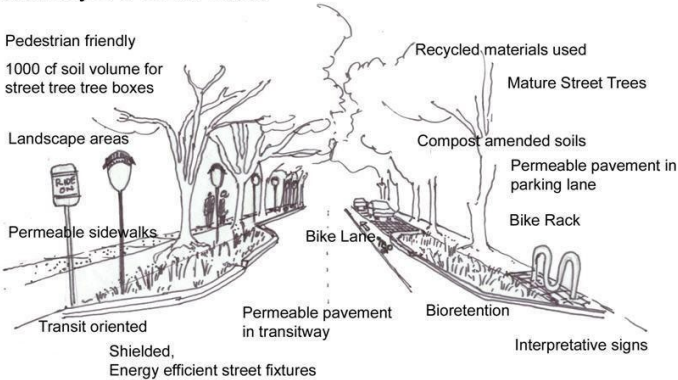 Pedestrian friendly
1000 cf soil volume for
street tree tree boxes
Landscape areas
RIDE
ON
Permeable sidewalks
Transit oriented
Shielded,
Energy efficient street fixtures
Permeable pavement
in transitway
Bike Lane
Recycled materials used
Mature Street Trees
Compost amended soils
Permeable pavement in
parking lane
Bike Rack
Bioretention
Interpretative signs